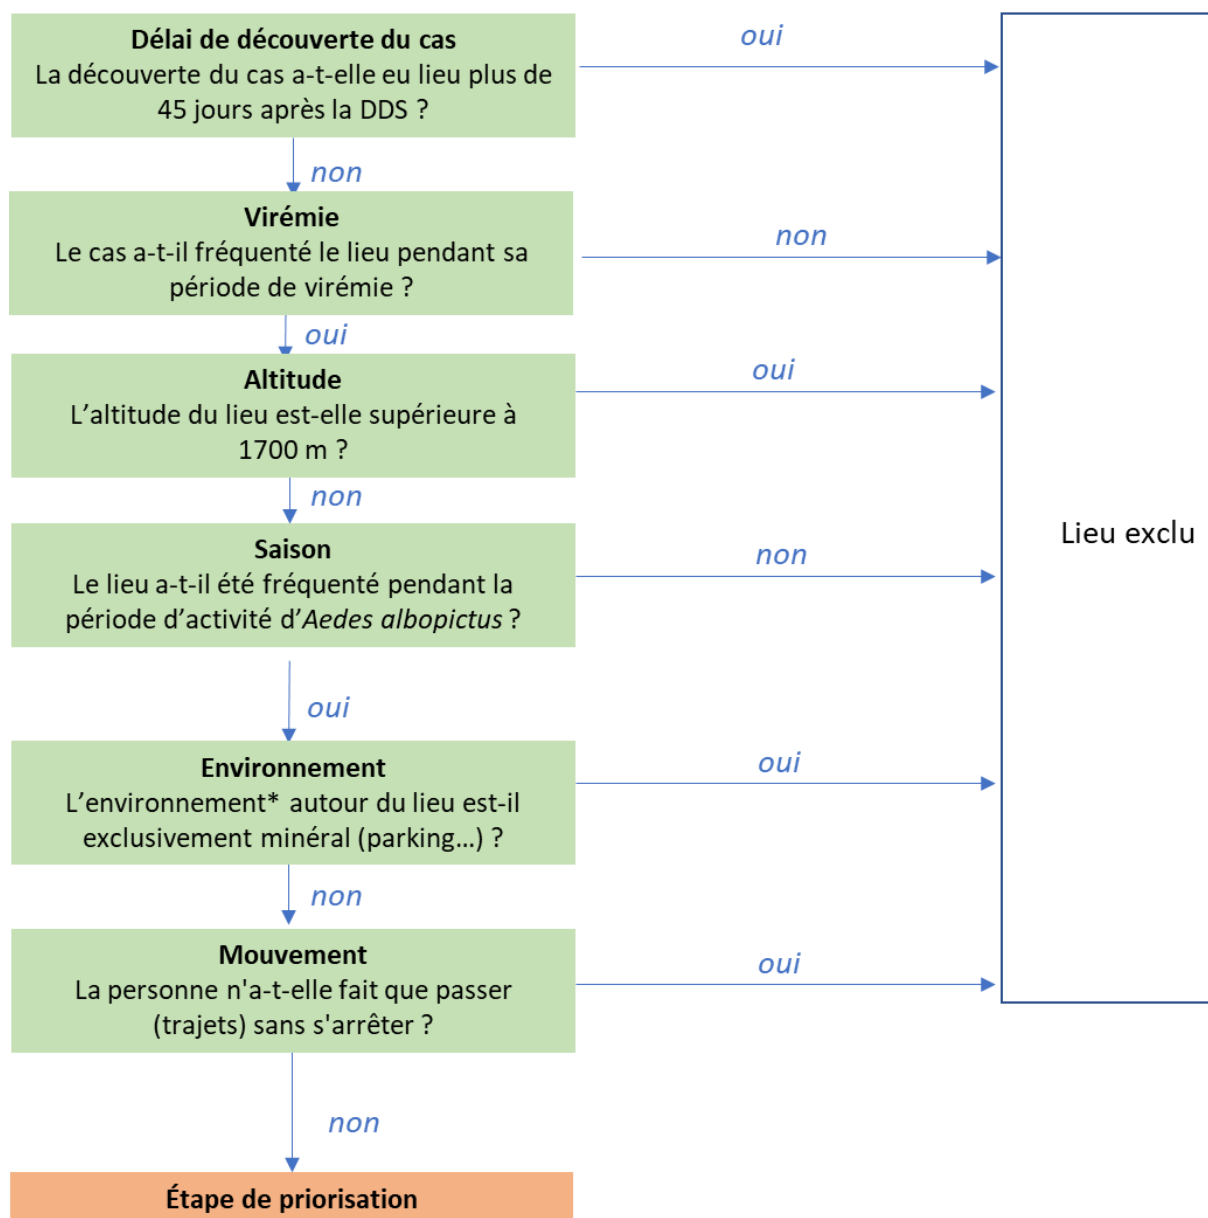 Délai de découverte du cas
La découverte du cas a-t-elle eu lieu plus de
45 jours après la DDS ?
oui
non
Virémie
Le cas a-t-il fréquenté le lieu pendant sa
période de virémie ?
non
oui
Altitude
L’altitude du lieu est-elle supérieure à
1700 m ?
oui
non
Saison
Le lieu a-t-il été fréquenté pendant la
période d’activité d’Aedes albopictus ?
non
Lieu exclu
oui
Environnement
L’environnement* autour du lieu est-il
exclusivement minéral (parking…) ?
oui
non
Mouvement
La personne n'a-t-elle fait que passer
(trajets) sans s'arrêter ?
oui
non
Étape de priorisation